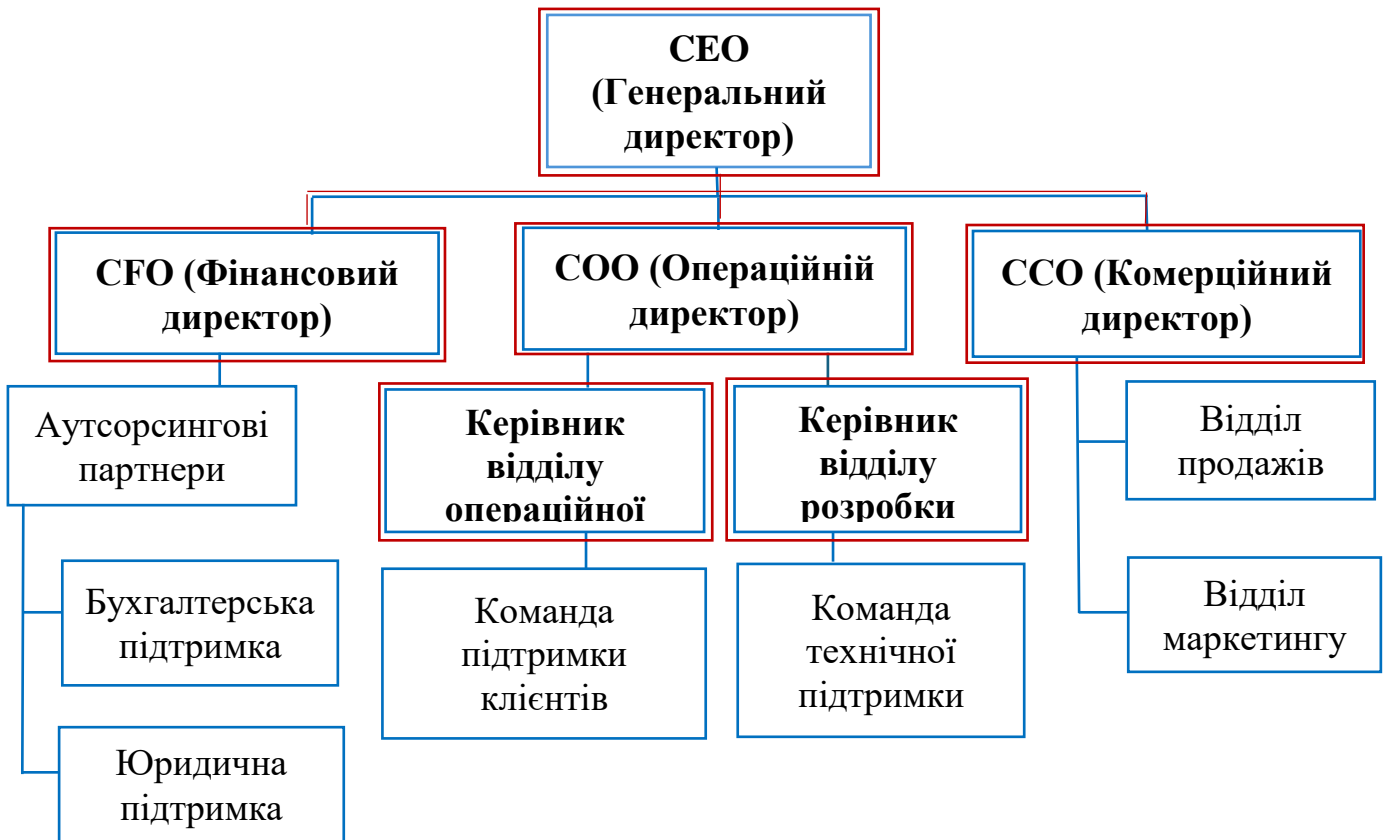 CEO
(Генеральний
директор)
CFO (Фінансовий
директор)
COO (Операційній
директор)
CCO (Комерційний
директор)
Аутсорсингові
партнери
Керівник
відділу
операційної
Керівник
відділу
розробки
Відділ
продажів
Бухгалтерська
підтримка
Команда
підтримки
клієнтів
Команда
технічної
підтримки
Відділ
маркетингу
Юридична
підтримка